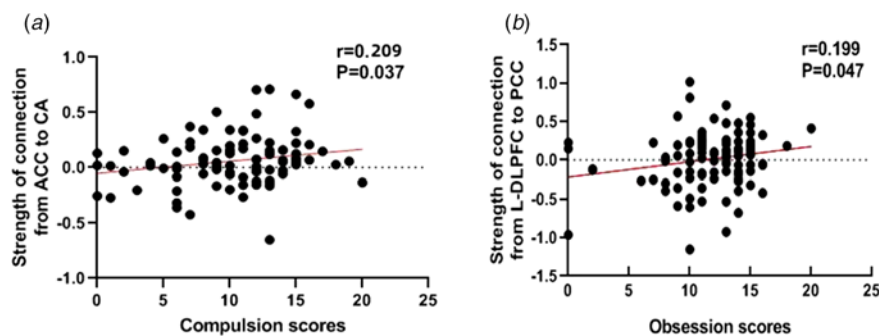 (a)
r=0.209
P=0.037
Strength of connection
from ACC to CA
1.0
0.5
0.0
-0.5
-1.0
0 5 10 15 20 25
Compulsion scores
(b)
r=0.199
P=0.047
Strength of connection
from L-DLPFC to PCC
1.5
1.0
0.5
0.0
-0.5
-1.0
-1.5
0 5 10 15 20 25
Obsession scores